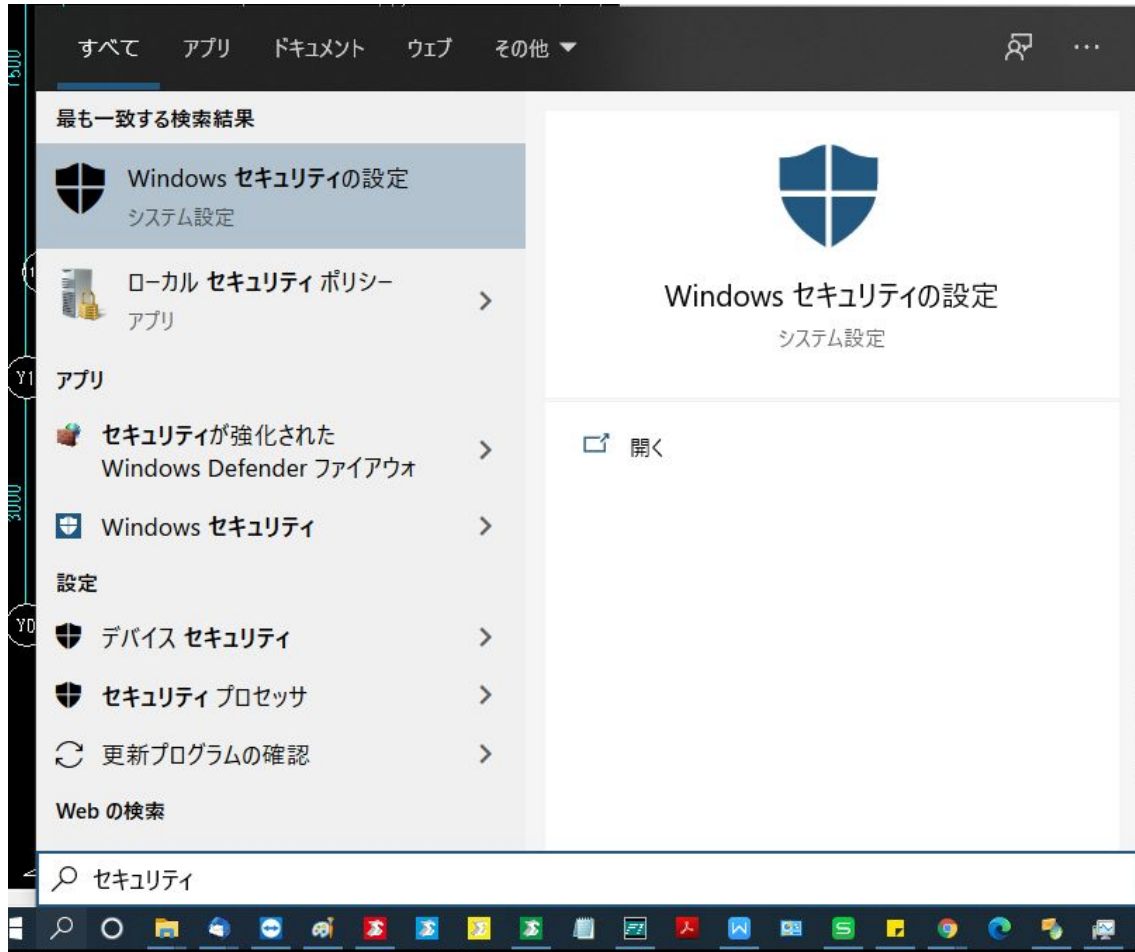 すべて アプリ ドキュメント ウェブ その他
最も一致する検索結果
Windows セキュリティの設定
システム設定
ローカル セキュリティ ポリシー
アプリ
アプリ
セキュリティが強化された
Windows Defender ファイアウォ
Windows セキュリティ
設定
デバイス セキュリティ
セキュリティ プロセッサ
更新プログラムの確認
Web の検索
セキュリティ
Windows セキュリティの設定
システム設定
開く
Y1
3000
Y0